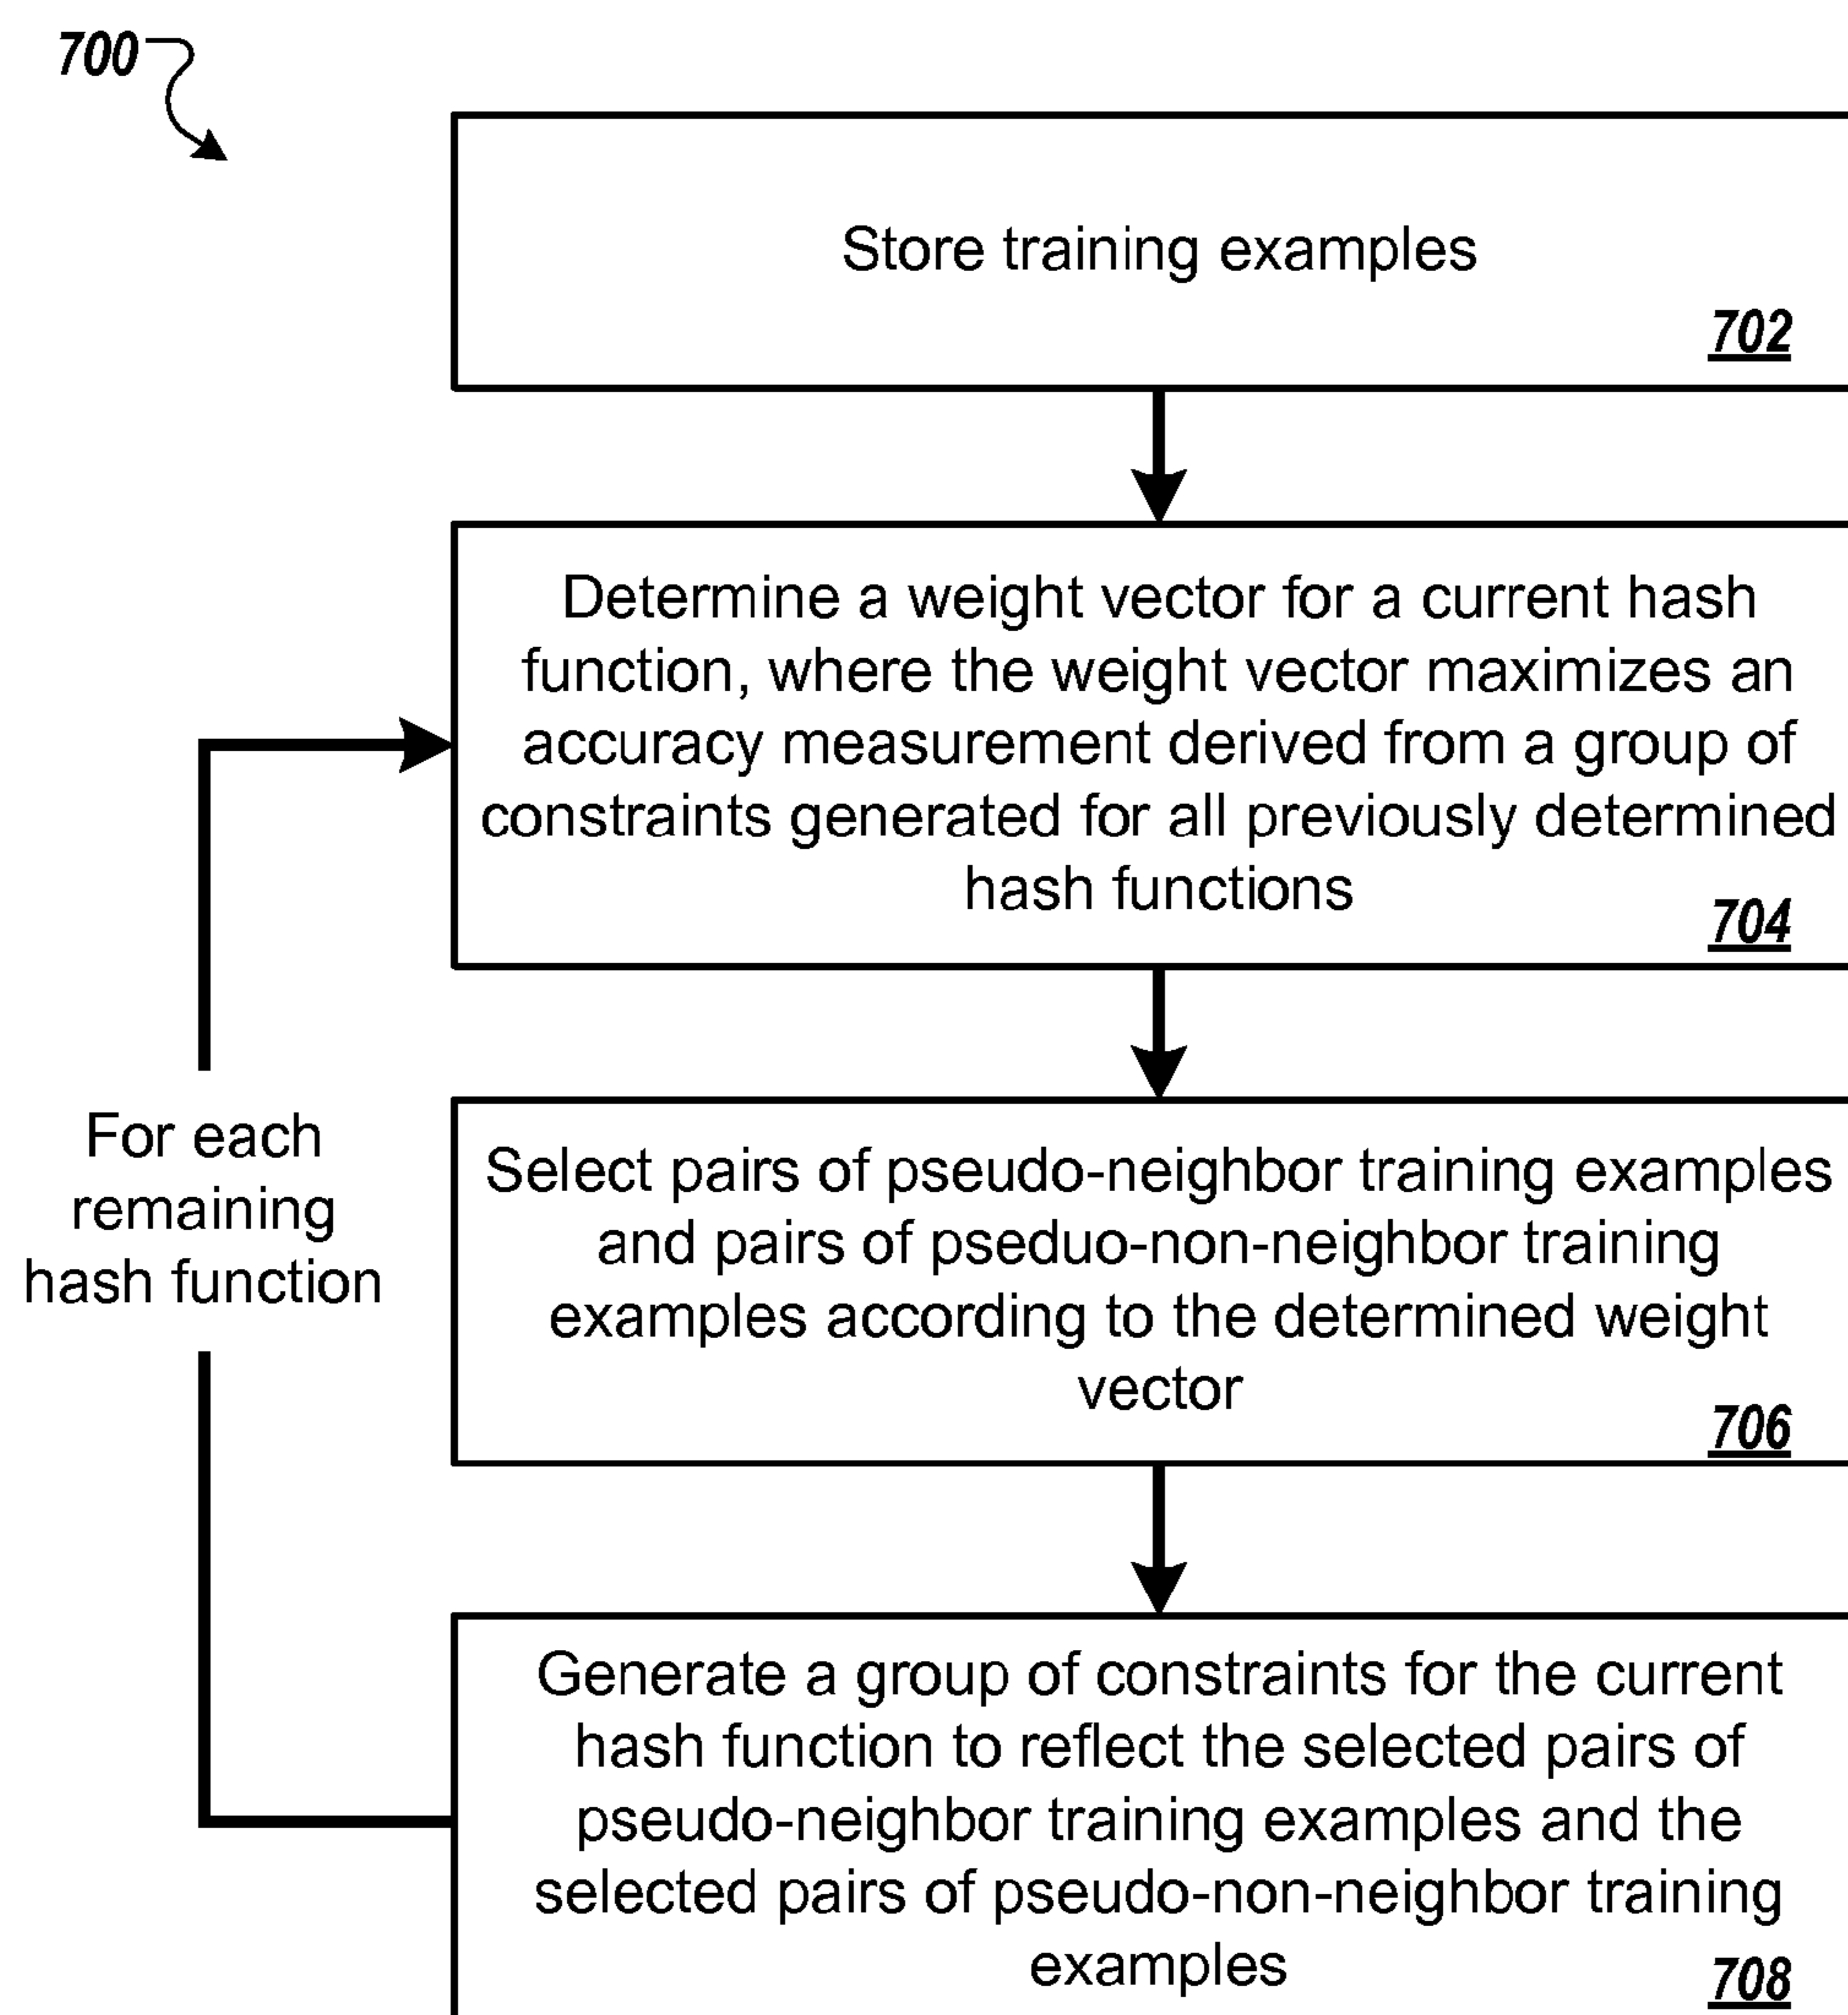 700
Store training examples
702
Determine a weight vector for a current hash
function, where the weight vector maximizes an
accuracy measurement derived from a group of
constraints generated for all previously determined
hash functions
704
For each
remaining
hash function
Select pairs of pseudo-neighbor training examples
and pairs of pseduo-non-neighbor training
examples according to the determined weight
vector
706
Generate a group of constraints for the current
hash function to reflect the selected pairs of
pseudo-neighbor training examples and the
selected pairs of pseudo-non-neighbor training
examples
708